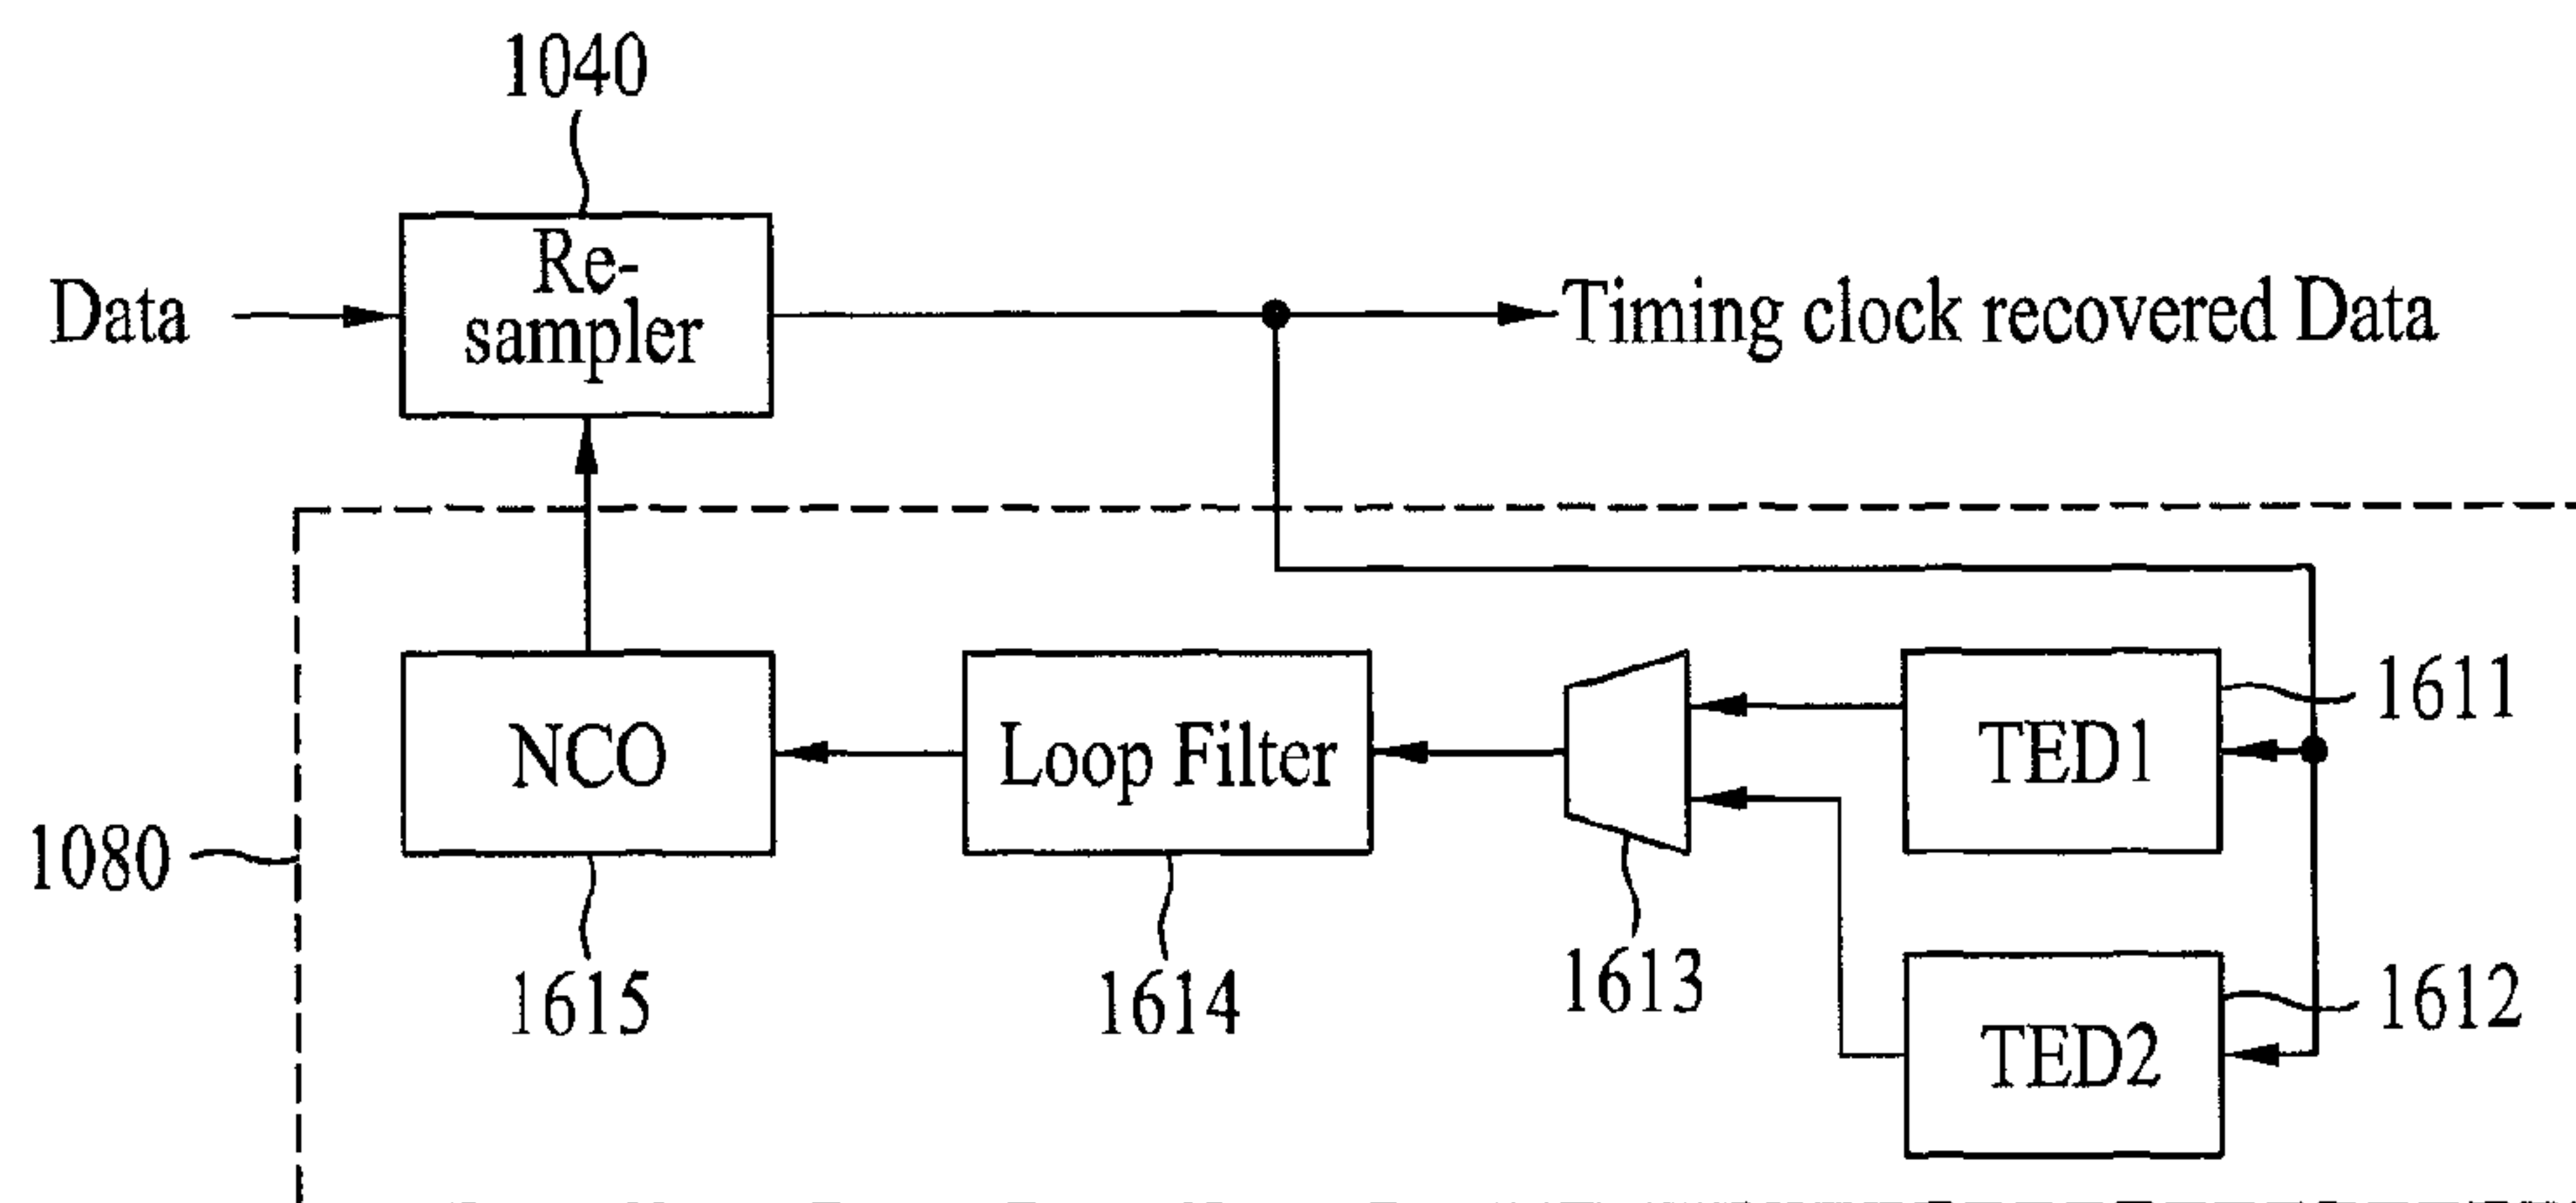 1040
Re-
sampler
Data
Timing clock recovered Data
NCO
Loop Filter
TED1
1611
1080
1615
1614
1613
TED2
1612